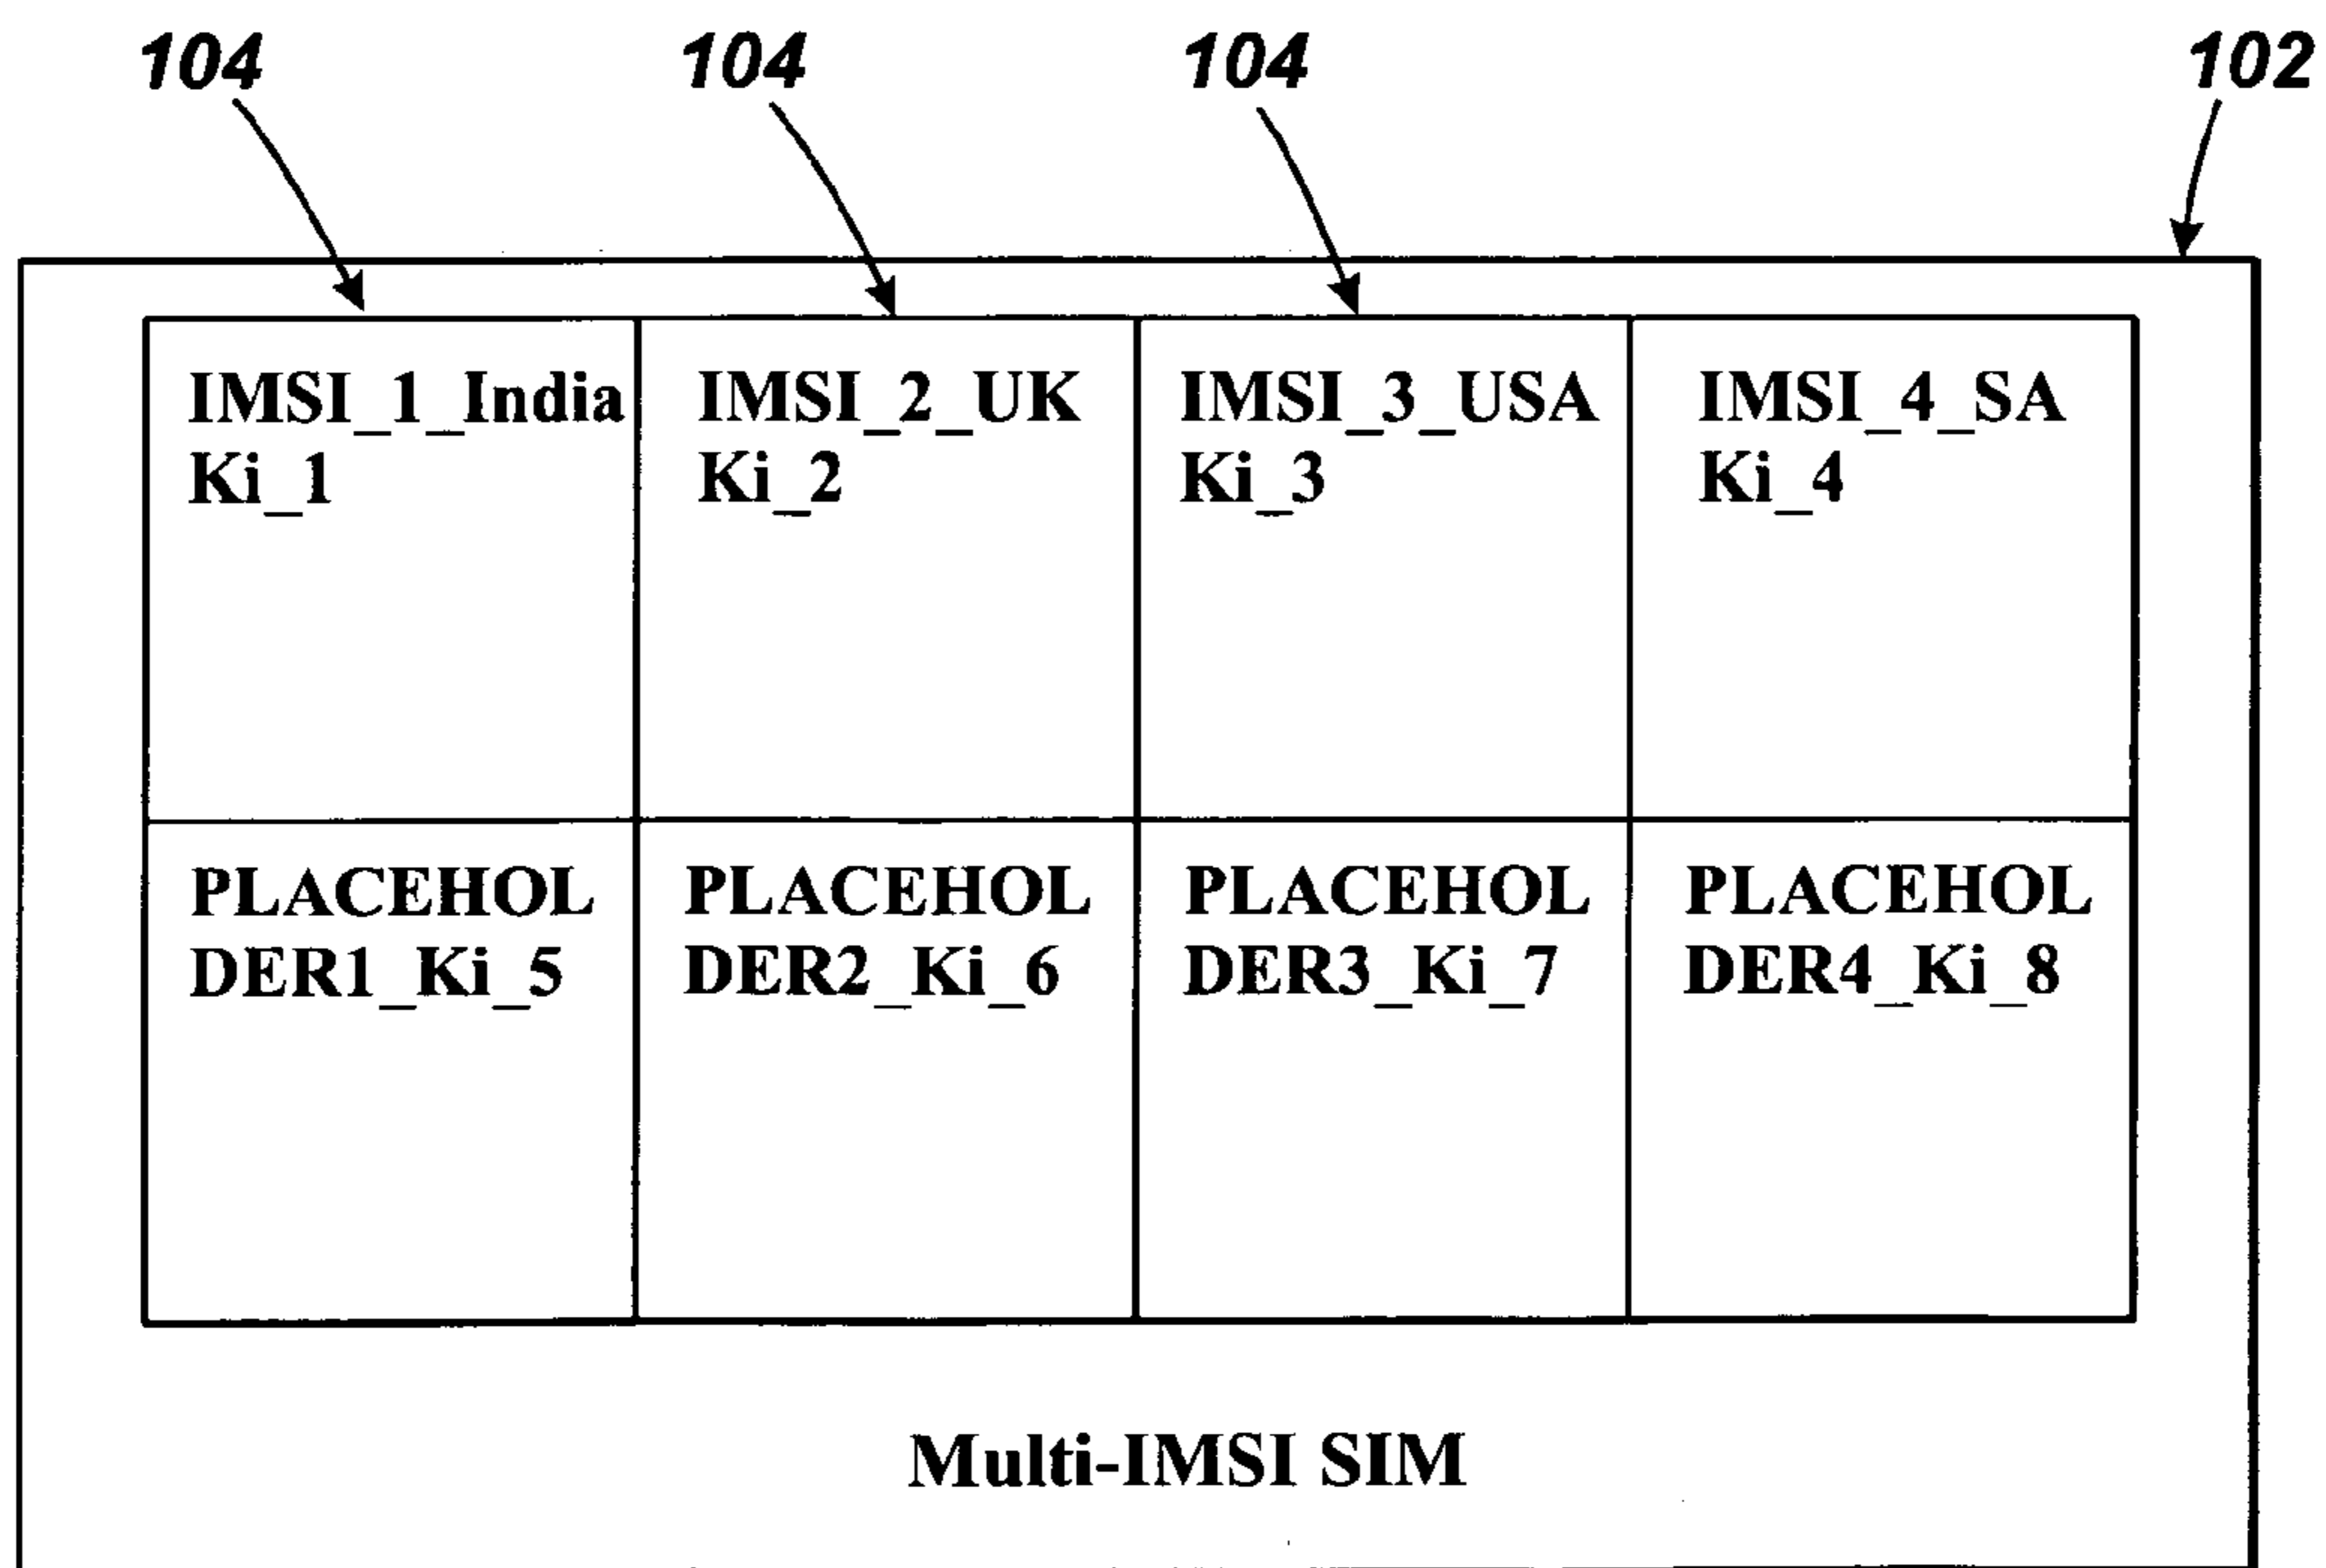 104 104 104 102
IMSI_1_India IMSI_2_UK IMSI_3_USA IMSI_4_SA
Ki_1 Ki_2 Ki_3 Ki_4
PLACEHOL PLACEHOL PLACEHOL PLACEHOL
DER1_Ki_5 DER2_Ki_6 DER3_Ki_7 DER4_Ki_8
Multi-IMSI SIM